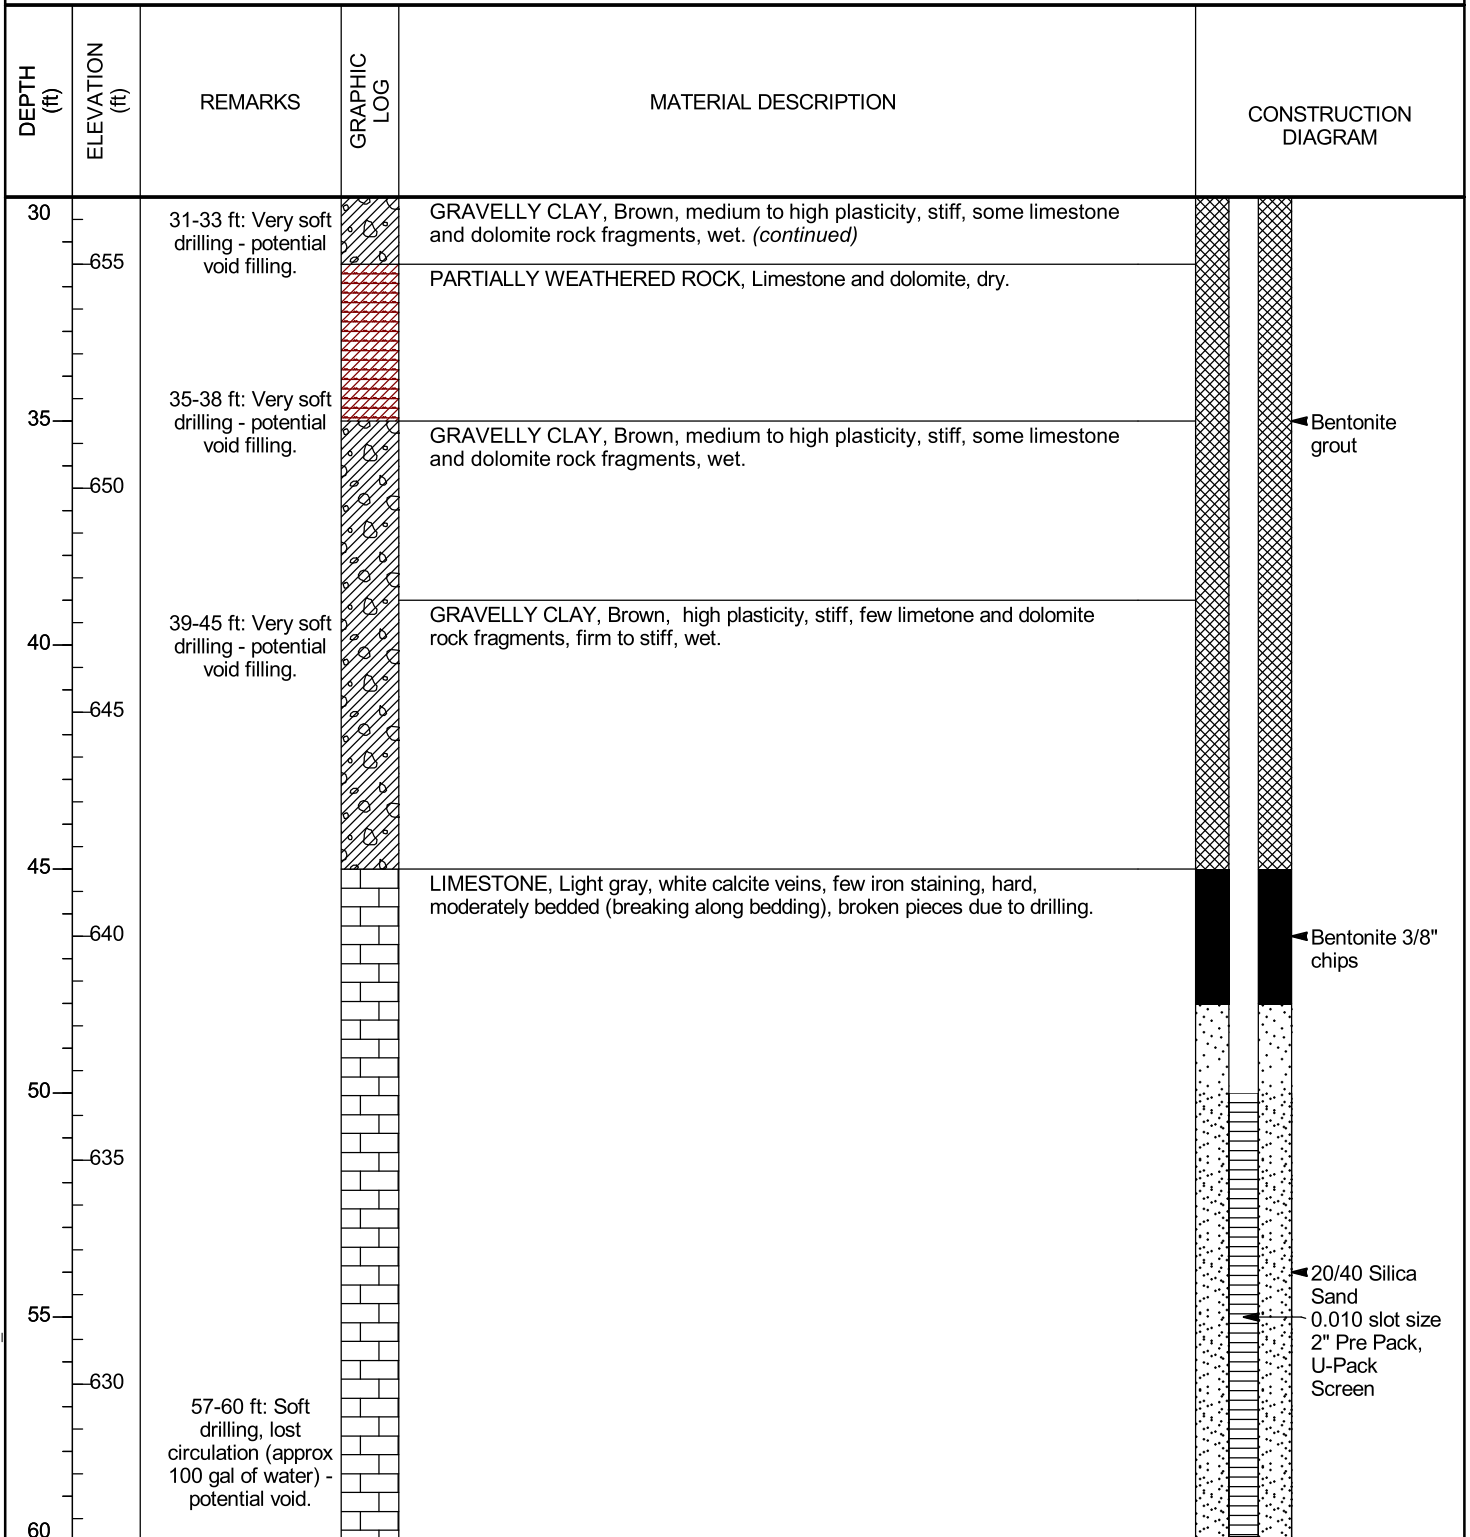 DEPTH
(ft)
ELEVATION
(ft)
REMARKS
GRAPHIC
LOG
MATERIAL DESCRIPTION
CONSTRUCTION
DIAGRAM
30
31-33 ft: Very soft
drilling - potential
void filling.
GRAVELLY CLAY, Brown, medium to high plasticity, stiff, some limestone
and dolomite rock fragments, wet. (continued)
655
PARTIALLY WEATHERED ROCK, Limestone and dolomite, dry.
35-38 ft: Very soft
drilling - potential
void filling.
35
GRAVELLY CLAY, Brown, medium to high plasticity, stiff, some limestone
and dolomite rock fragments, wet.
Bentonite
grout
650
39-45 ft: Very soft
drilling - potential
void filling.
GRAVELLY CLAY, Brown,  high plasticity, stiff, few limetone and dolomite
rock fragments, firm to stiff, wet.
40
645
45
LIMESTONE, Light gray, white calcite veins, few iron staining, hard,
moderately bedded (breaking along bedding), broken pieces due to drilling.
640
Bentonite 3/8"
chips
50
635
20/40 Silica
Sand
55
0.010 slot size
2" Pre Pack,
U-Pack
Screen
630
57-60 ft: Soft
drilling, lost
circulation (approx
100 gal of water) -
potential void.
60